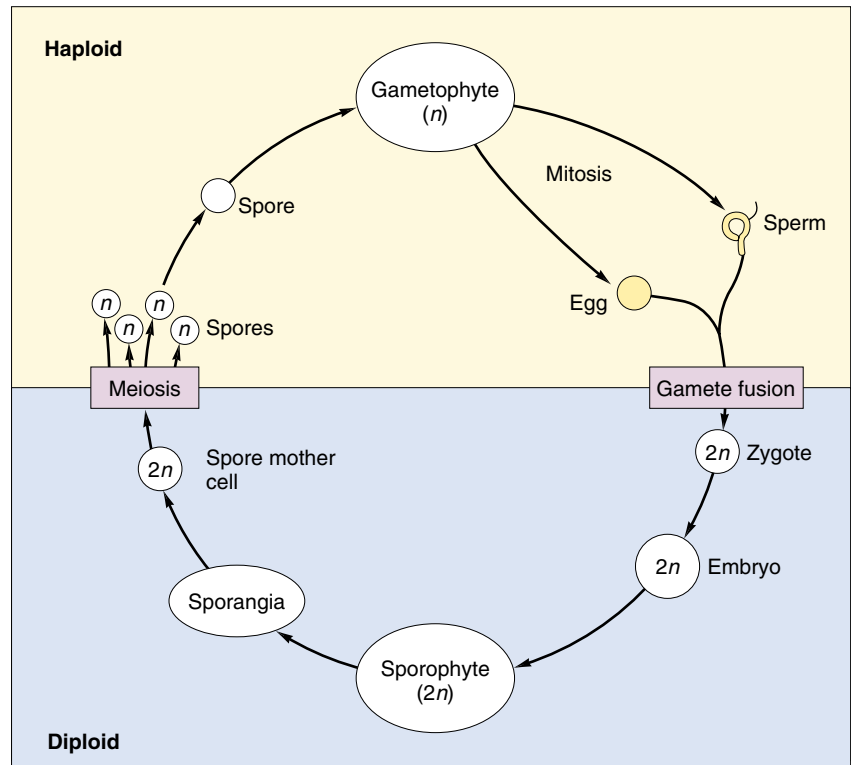 Haploid
Gametophyte
(n)
Mitosis
Spore
Sperm
Egg
n
n
n
n
Spores
Meiosis
Gamete fusion
2n
Spore mother
cell
2n
Zygote
2n
Embryo
Sporangia
Sporophyte
(2n)
Diploid